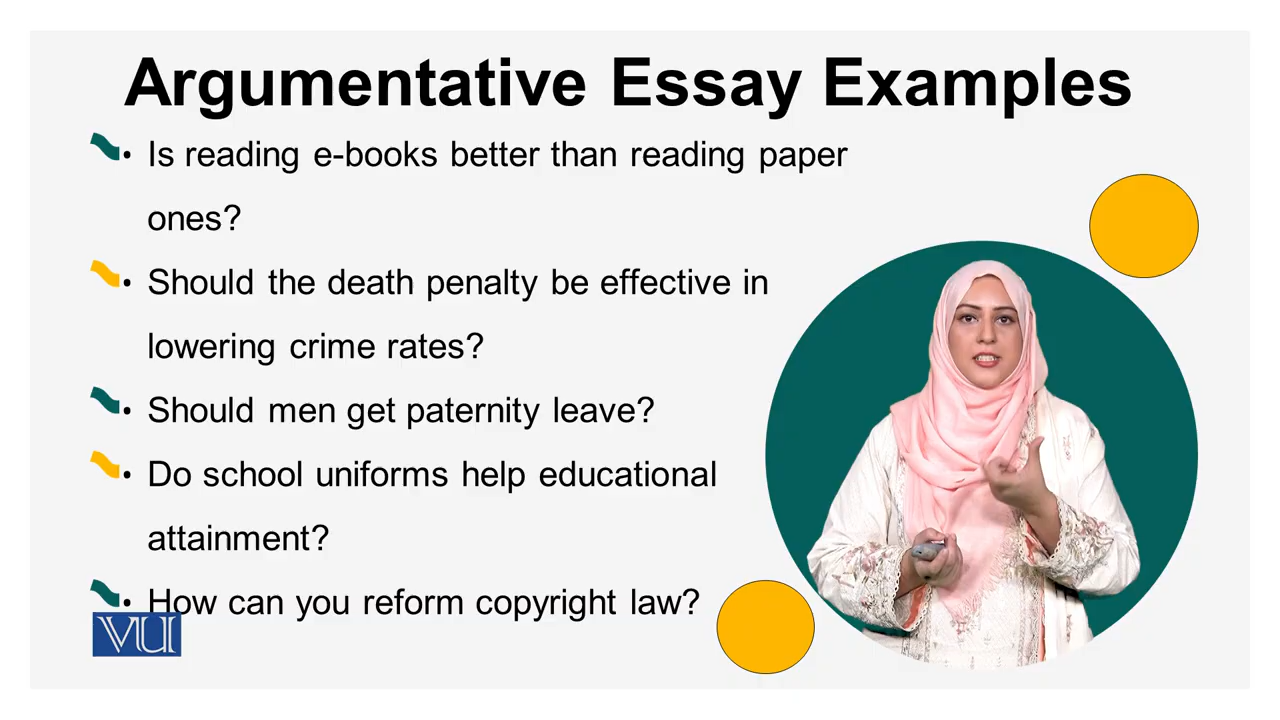 Argumentative Essay Examples
• Is reading e-books better than reading paper
ones?
• Should the death penalty be effective in
lowering crime rates?
• Should men get paternity leave?
• Do school uniforms help educational
attainment?
• How can you reform copyright law?
VU